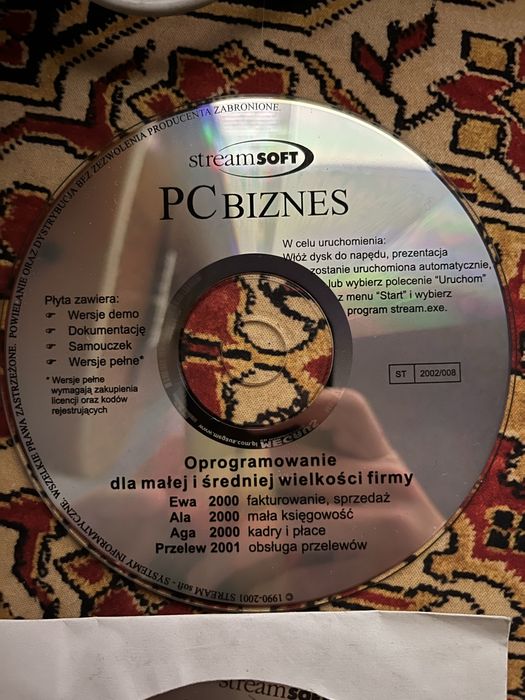 © 1990-2001 STREAM soft - SYSTEMY INFORMATYCZNE. WSZELKIE PRAWA ZASTRZEŻONE. POWIELANIE ORAZ DYSTRYBUCJA BEZ ZEZWOLENIA PRODUCENTA ZABRONIONE.
streamSOFT
PC BIZNES
W celu uruchomienia:
Włóż dysk do napędu, prezentacja
zostanie uruchomiona automatycznie,
lub wybierz polecenie "Uruchom"
z menu "Start" i wybierz
program stream.exe.
Płyta zawiera:
☞ Wersje demo
☞ Dokumentację
☞ Samouczek
☞ Wersje pełne*
* Wersje pełne
wymagają zakupienia
licencji oraz kodów
rejestrujących
ST 2002/008
Oprogramowanie
dla małej i średniej wielkości firmy
Ewa 2000 fakturowanie, sprzedaż
Ala 2000 mała księgowość
Aga 2000 kadry i płace
Przelew 2001 obsługa przelewów
streamSOFT